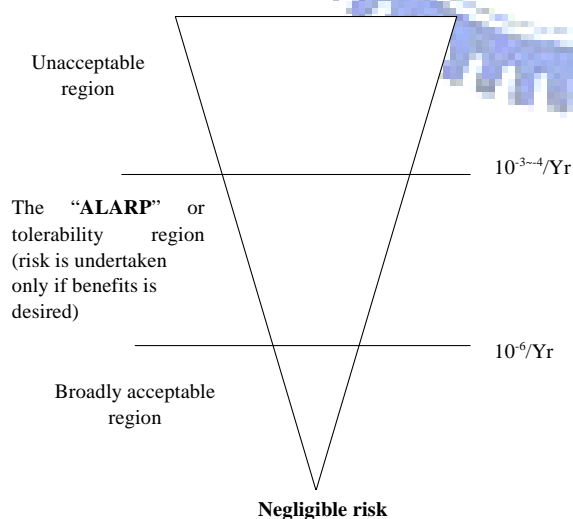 Unacceptable
region
10⁻³~⁻⁴/Yr
The “ALARP” or
tolerability region
(risk is undertaken
only if benefits is
desired)
10⁻⁶/Yr
Broadly acceptable
region
Negligible risk